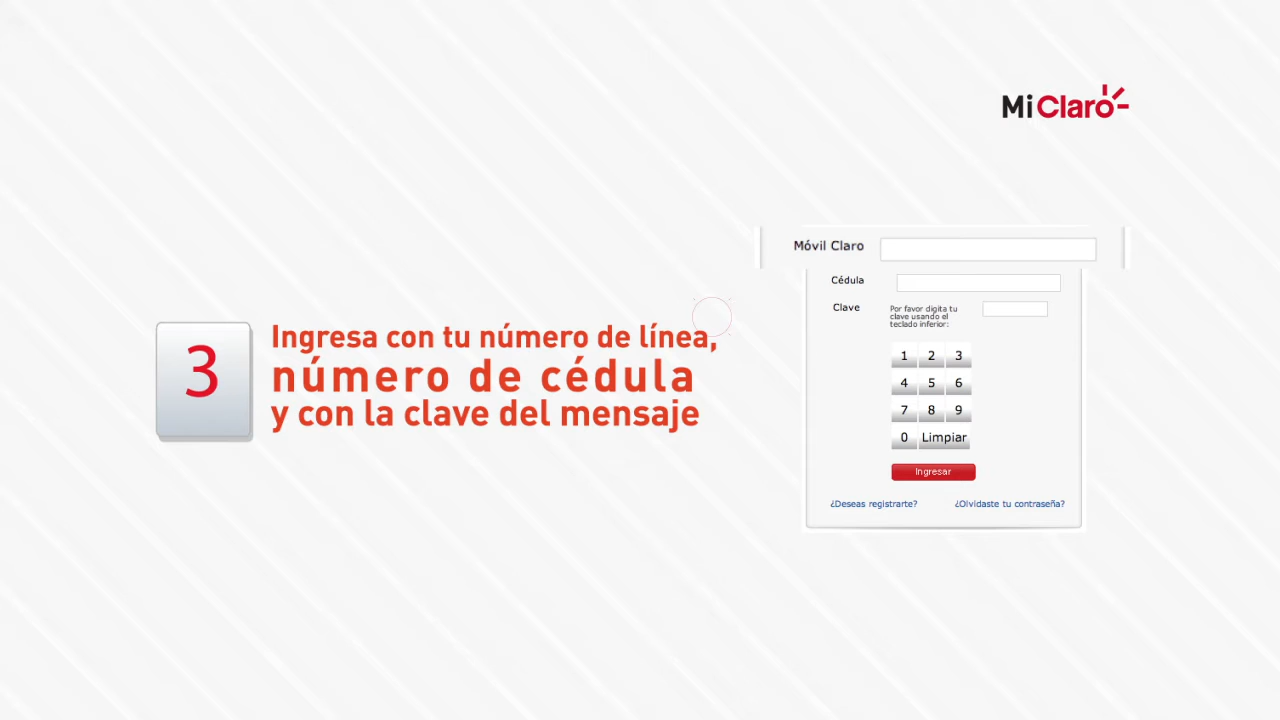 Mi Claro
3
Ingresa con tu número de línea,
número de cédula
y con la clave del mensaje
Móvil Claro
Cédula
Clave
Por favor digita tu
clave usando el
teclado inferior:
1 2 3
4 5 6
7 8 9
0 Limpiar
Ingresar
¿Deseas registrarte? ¿Olvidaste tu contraseña?